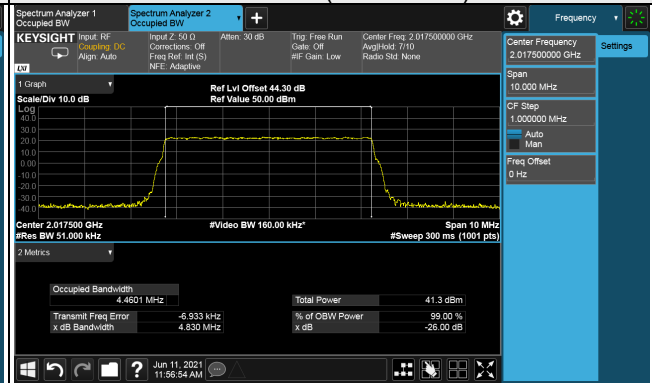 Spectrum Analyzer 1
Occupied BW
Spectrum Analyzer 2
Occupied BW
+
Frequency
KEYSIGHT
Input: RF
Coupling: DC
Align: Auto
Input Z: 50 Ω
Corrections: Off
Freq Ref: Int (S)
NFE: Adaptive
Atten: 30 dB
Trig: Free Run
Gate: Off
#IF Gain: Low
Center Freq: 2.017500000 GHz
Avg|Hold: 7/10
Radio Std: None
LXI
Center Frequency
2.017500000 GHz
Settings
Span
10.000 MHz
CF Step
1.000000 MHz
Auto
Man
Freq Offset
0 Hz
1 Graph
Scale/Div 10.0 dB
Ref Lvl Offset 44.30 dB
Ref Value 50.00 dBm
Log
40.0
30.0
20.0
10.0
0.00
-10.0
-20.0
-30.0
-40.0
Center 2.017500 GHz
#Res BW 51.000 kHz
#Video BW 160.00 kHz*
Span 10 MHz
#Sweep 300 ms (1001 pts)
2 Metrics
Occupied Bandwidth
4.4601 MHz
Total Power 41.3 dBm
Transmit Freq Error -6.933 kHz
% of OBW Power 99.00 %
x dB Bandwidth 4.830 MHz
x dB -26.00 dB
?
Jun 11, 2021
11:56:54 AM